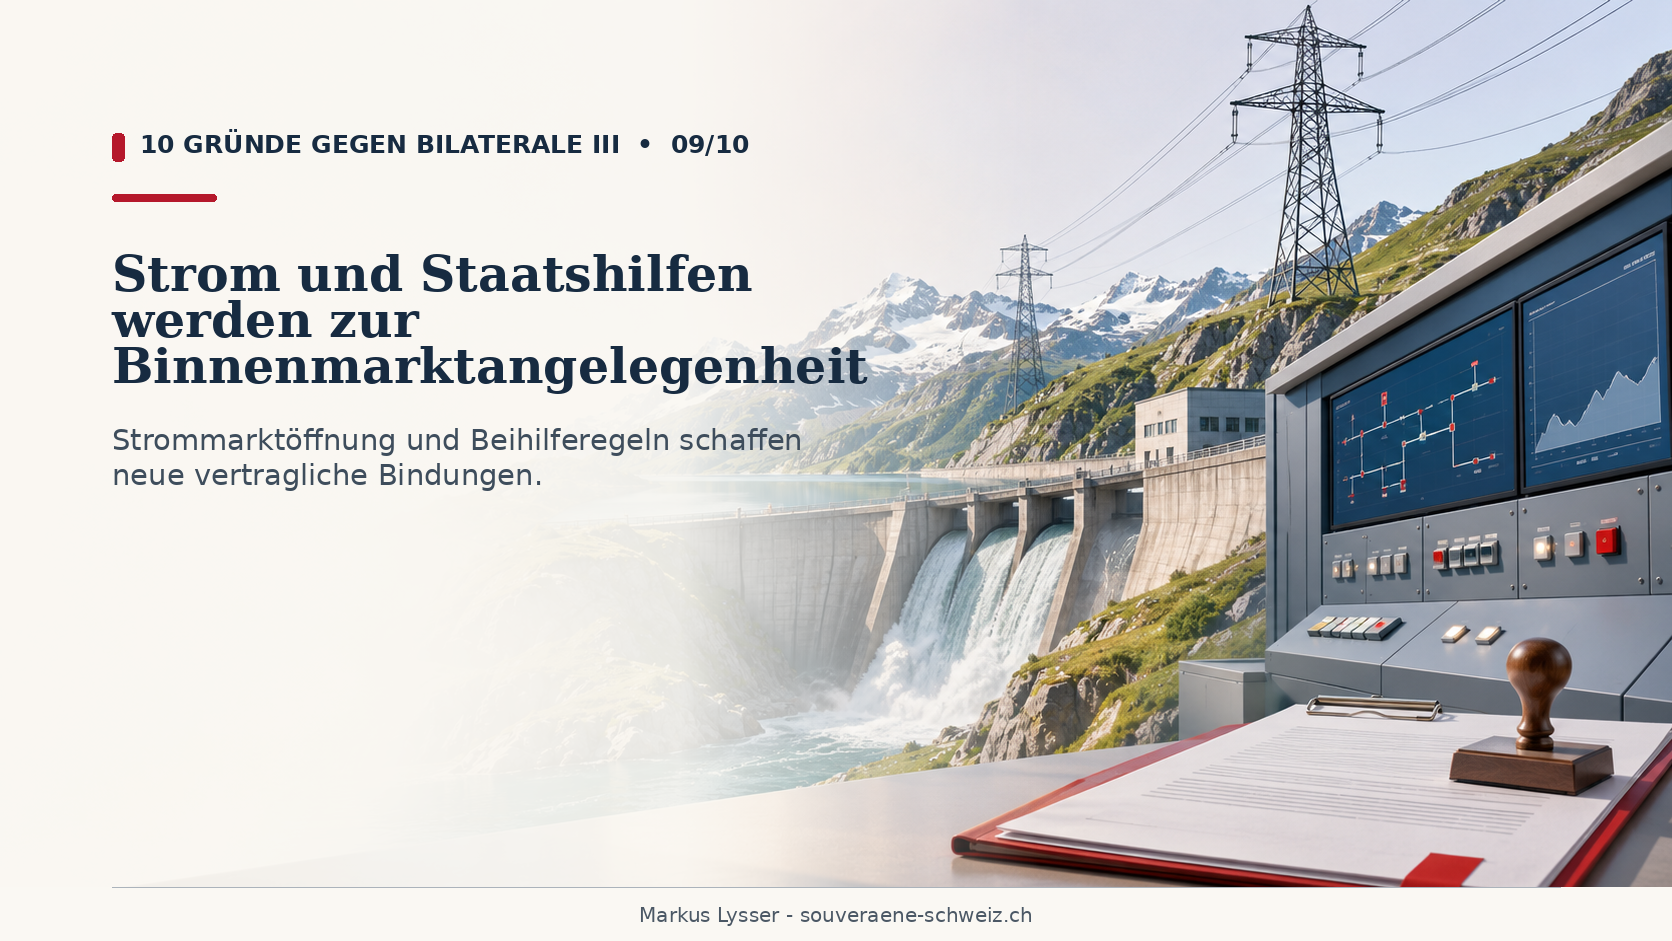 10 GRÜNDE GEGEN BILATERALE III • 09/10
Strom und Staatshilfen
werden zur
Binnenmarktangelegenheit
Strommarktöffnung und Beihilferegeln schaffen
neue vertragliche Bindungen.
Markus Lysser - souveraene-schweiz.ch